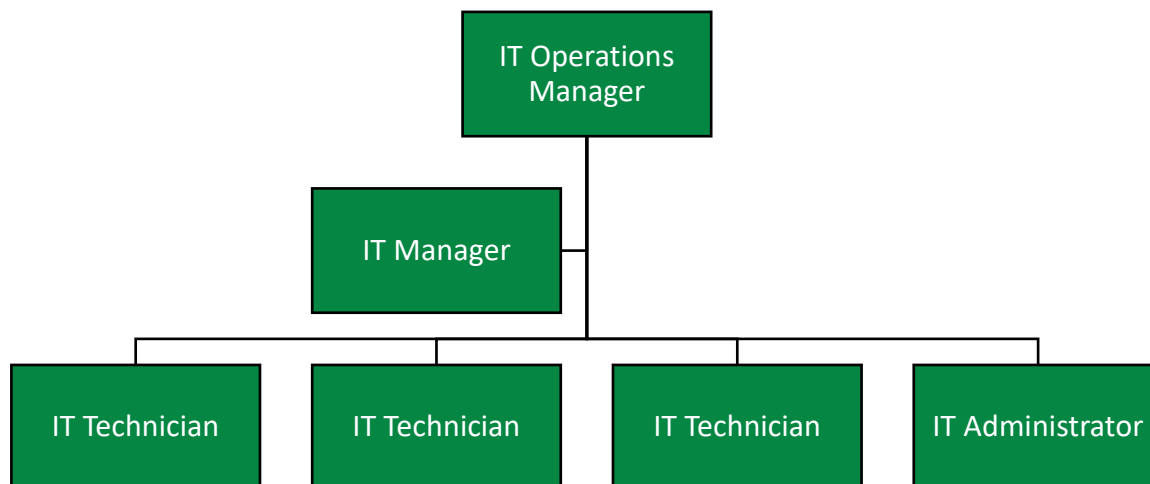 IT Operations
Manager
IT Manager
IT Technician
IT Technician
IT Technician
IT Administrator